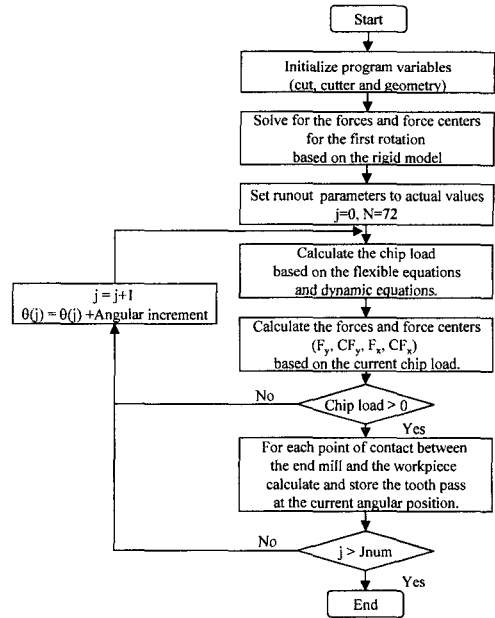 Start
Initialize program variables
(cut, cutter and geometry)
Solve for the forces and force centers
for the first rotation
based on the rigid model
Set runout parameters to actual values
j=0, N=72
Calculate the chip load
based on the flexible equations
and dynamic equations.
j = j+1
θ(j) = θ(j) +Angular increment
Calculate the forces and force centers
(Fy, CFy, Fx, CFx)
based on the current chip load.
No
Chip load > 0
Yes
For each point of contact between
the end mill and the workpiece
calculate and store the tooth pass
at the current angular position.
No
j > Jnum
Yes
End